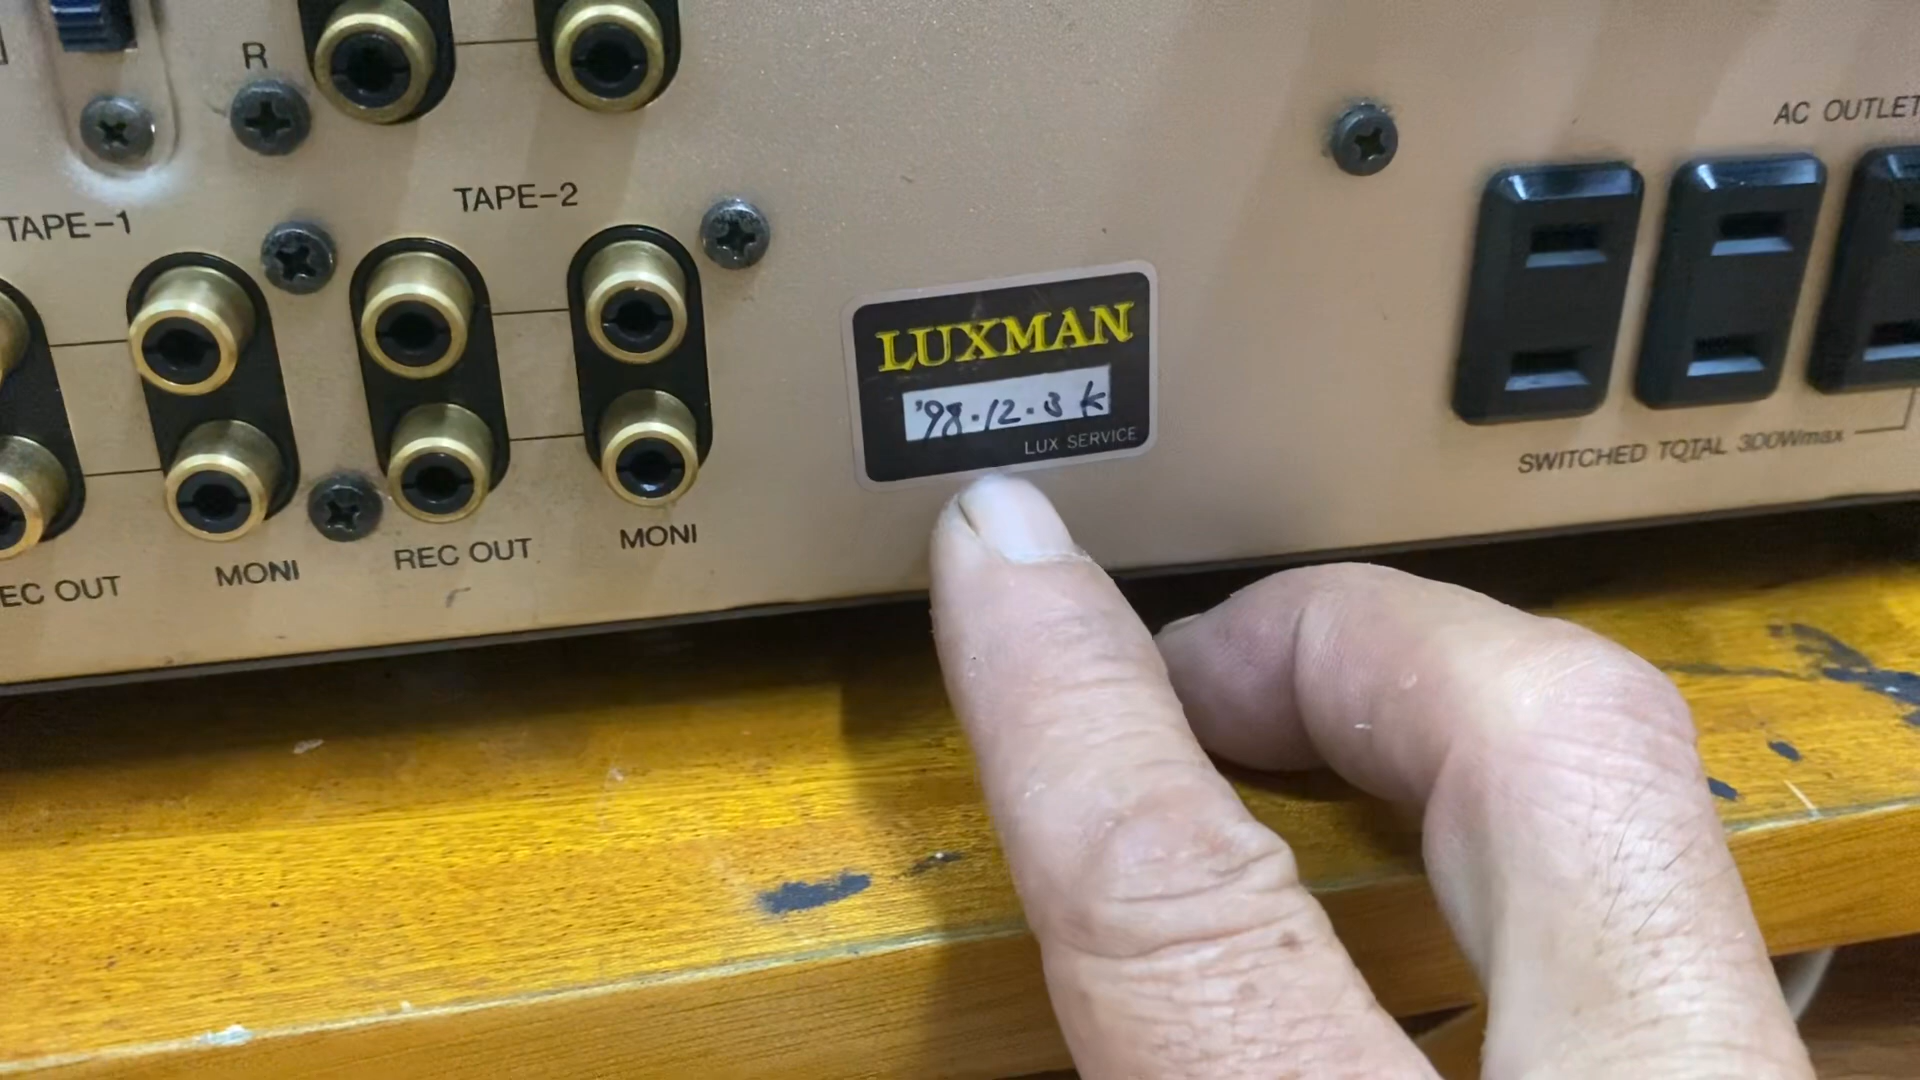 R
AC OUTLET
TAPE-1
TAPE-2
LUXMAN
'98.12.3 k
LUX SERVICE
SWITCHED TOTAL 300Wmax
EC OUT
MONI
REC OUT
MONI